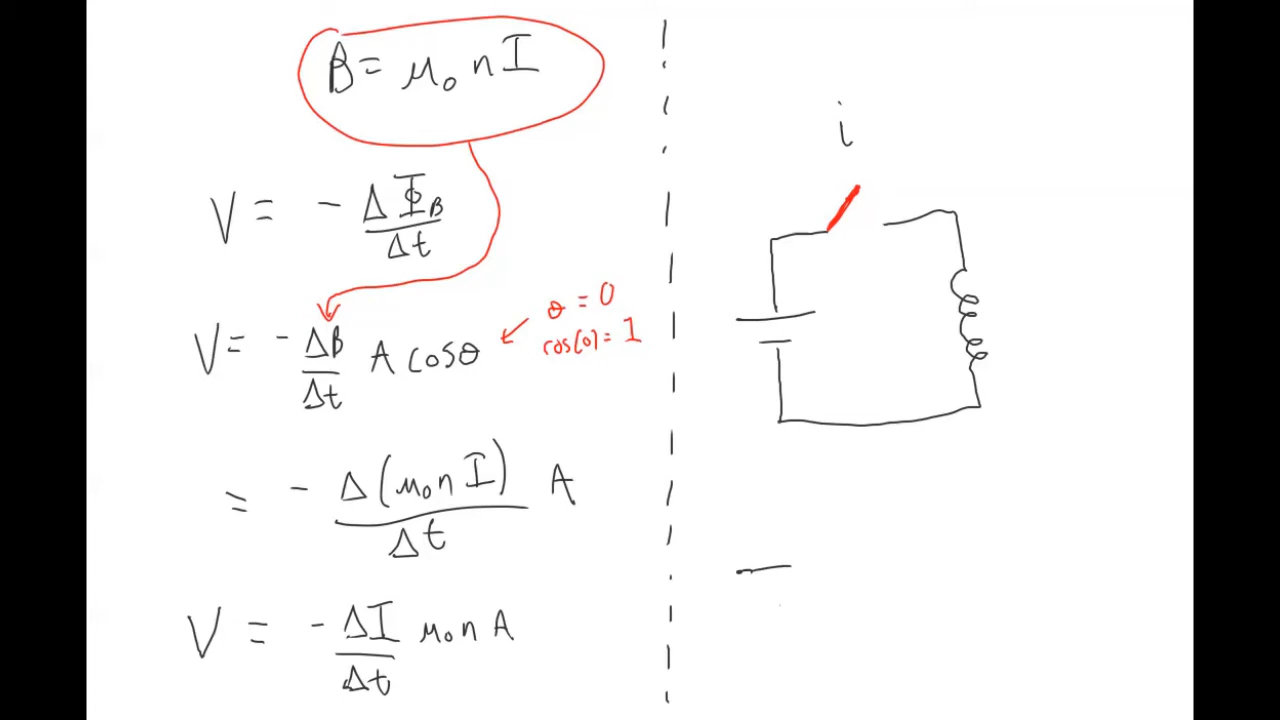 B = μ₀ n I
V = - ΔΦ_B / Δt
V = - ΔB / Δt A cosθ
θ = 0
cos(0) = 1
= - Δ(μ₀ n I) / Δt A
V = - ΔI / Δt μ₀ n A
i